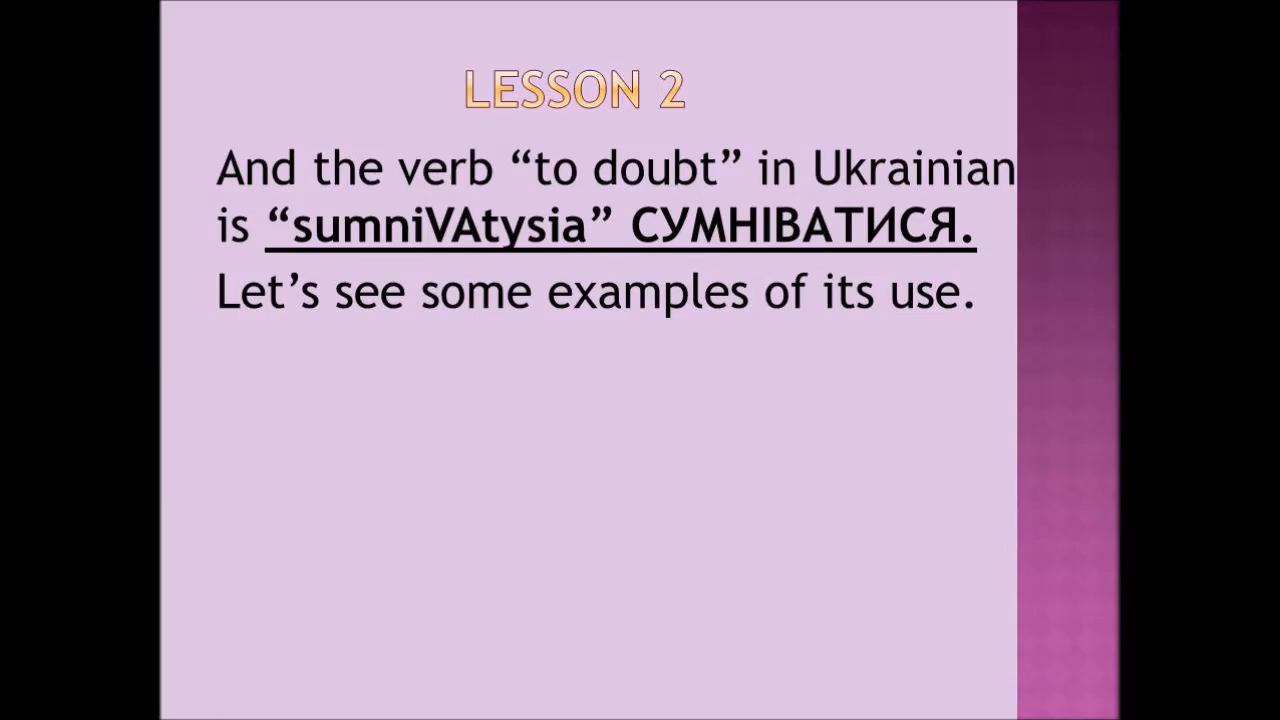 LESSON 2
And the verb “to doubt” in Ukrainian
is “sumniVAtysia” СУМНІВАТИСЯ.
Let’s see some examples of its use.